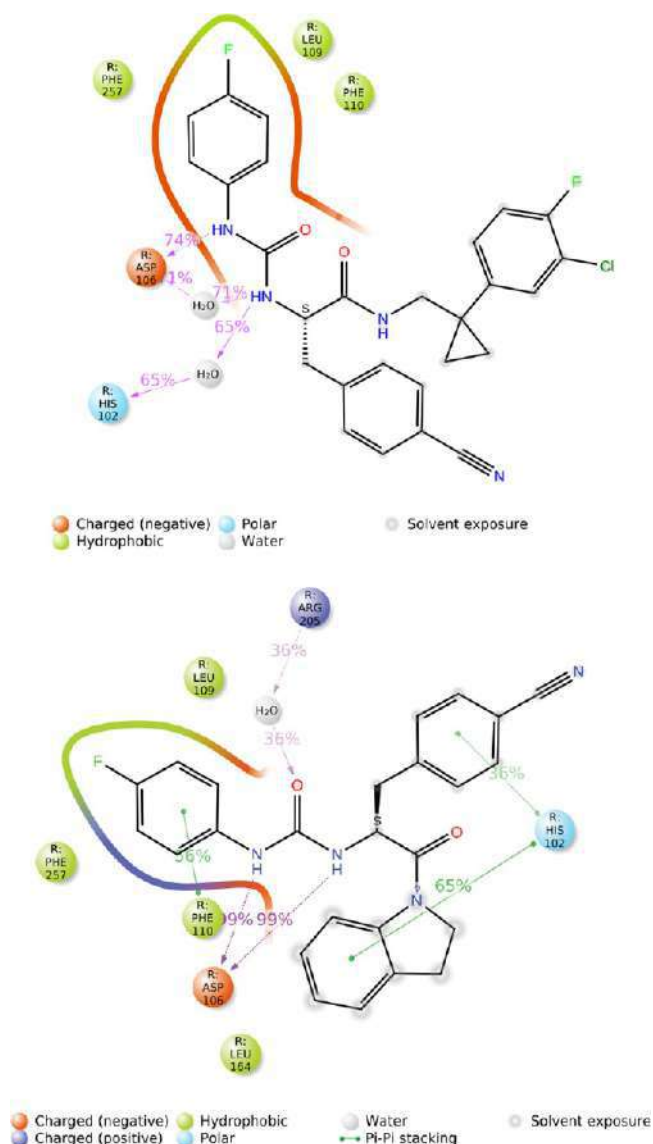 F
R:
LEU
109
R:
PHE
257
R:
PHE
110
F
Cl
HN
O
O
74%
R:
ASP
106
1%
71%
H₂O
HN
S
N
H
65%
H₂O
65%
R:
HIS
102
N
Charged (negative) Polar Solvent exposure
Hydrophobic Water
R:
ARG
205
36%
R:
LEU
109
H₂O
N
36%
F
O
36%
S
O
R:
HIS
102
N
H
N
H
R:
PHE
257
65%
N
R:
PHE
110
99% 99%
R:
ASP
106
R:
LEU
164
Charged (negative) Hydrophobic Water Solvent exposure
Charged (positive) Polar Pi-Pi stacking